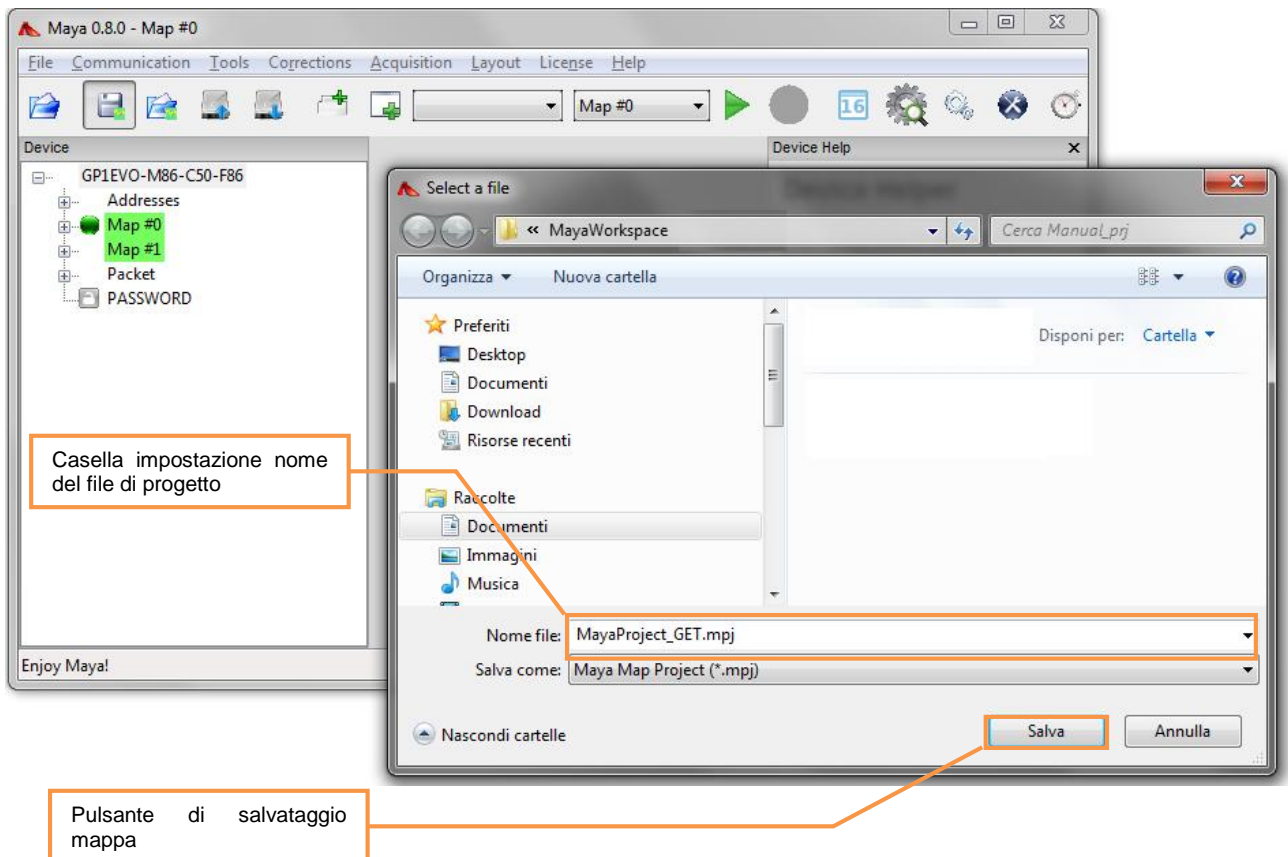 Maya 0.8.0 - Map #0
File Communication Tools Corrections Acquisition Layout License Help
Map #0
16
Device
Device Help
GP1EVO-M86-C50-F86
Addresses
Map #0
Map #1
Packet
PASSWORD
Enjoy Maya!
Select a file
Device Helper
« MayaWorkspace
Cerca Manual_prj
Organizza
Nuova cartella
Preferiti
Desktop
Documenti
Download
Risorse recenti
Raccolte
Documenti
Immagini
Musica
Disponi per: Cartella
Nome file: MayaProject_GET.mpj
Salva come: Maya Map Project (*.mpj)
Nascondi cartelle
Salva
Annulla
Casella impostazione nome
del file di progetto
Pulsante di salvataggio
mappa